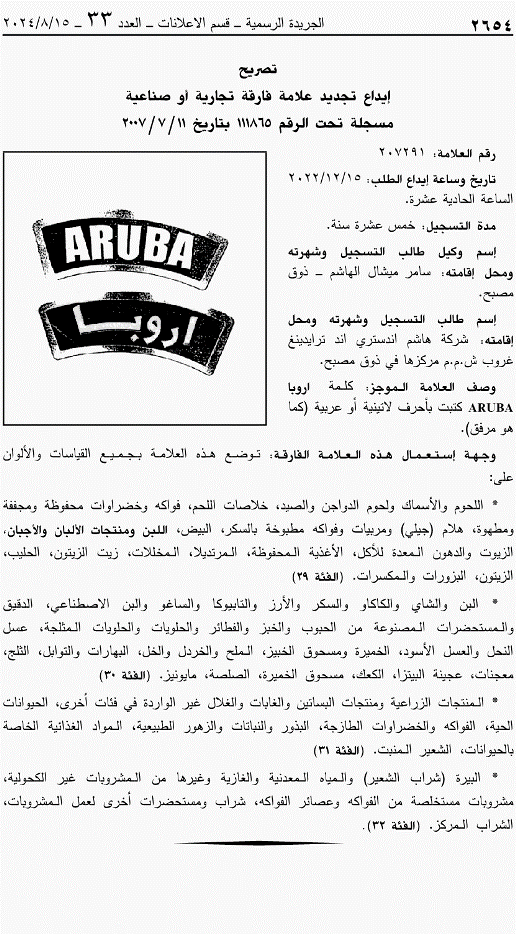 ٢٦٥٤ الجريدة الرسمية ـ قسم الاعلانات ـ العدد ٣٣ ـ ٢٠٢٤/٨/١٥
تصريح
إيداع تجديد علامة فارقة تجارية أو صناعية
مسجلة تحت الرقم ١١١٨٦٥ بتاريخ ٢٠٠٧/٧/١١
رقم العلامة: ٢٠٧٢٩١
تاريخ وساعة إيداع الطلب: ٢٠٢٢/١٢/١٥
الساعة الحادية عشرة.
مدة التسجيل: خمس عشرة سنة.
إسم وكيل طالب التسجيل وشهرته
ومحل إقامته: سامر ميشال الهاشم ـ ذوق
مصبح.
إسم طالب التسجيل وشهرته ومحل
إقامته: شركة هاشم اندستري اند ترايدينغ
غروب ش.م.م مركزها في ذوق مصبح.
وصف العلامة الموجز: كلمة اروبا
ARUBA كتبت بأحرف لاتينية أو عربية (كما
هو مرفق).
ARUBA
اروبا
وجهة إستعمال هذه العلامة الفارقة: توضع هذه العلامة بجميع القياسات والألوان
على:
* اللحوم والأسماك ولحوم الدواجن والصيد، خلاصات اللحم، فواكه وخضراوات محفوظة ومجففة
ومطهوة، هلام (جيلي) ومربيات وفواكه مطبوخة بالسكر، البيض، اللبن ومنتجات الألبان والأجبان،
الزيوت والدهون المعدة للأكل، الأغذية المحفوظة، المرتديلا، المخللات، زيت الزيتون، الحليب،
الزيتون، البزورات والمكسرات. (الفئة ٢٩)
* البن والشاي والكاكاو والسكر والأرز والتابيوكا والساغو والبن الاصطناعي، الدقيق
والمستحضرات المصنوعة من الحبوب والخبز والفطائر والحلويات والحلويات المثلجة، عسل
النحل والعسل الأسود، الخميرة ومسحوق الخبيز، الملح والخردل والخل، البهارات والتوابل، الثلج،
معجنات، عجينة البيتزا، الكعك، مسحوق الخميرة، الصلصة، مايونيز. (الفئة ٣٠)
* المنتجات الزراعية ومنتجات البساتين والغابات والغلال غير الواردة في فئات أخرى، الحيوانات
الحية، الفواكه والخضراوات الطازجة، البذور والنباتات والزهور الطبيعية، المواد الغذائية الخاصة
بالحيوانات، الشعير المنبت. (الفئة ٣١)
* البيرة (شراب الشعير) والمياه المعدنية والغازية وغيرها من المشروبات غير الكحولية،
مشروبات مستخلصة من الفواكه وعصائر الفواكه، شراب ومستحضرات أخرى لعمل المشروبات،
الشراب المركز. (الفئة ٣٢).